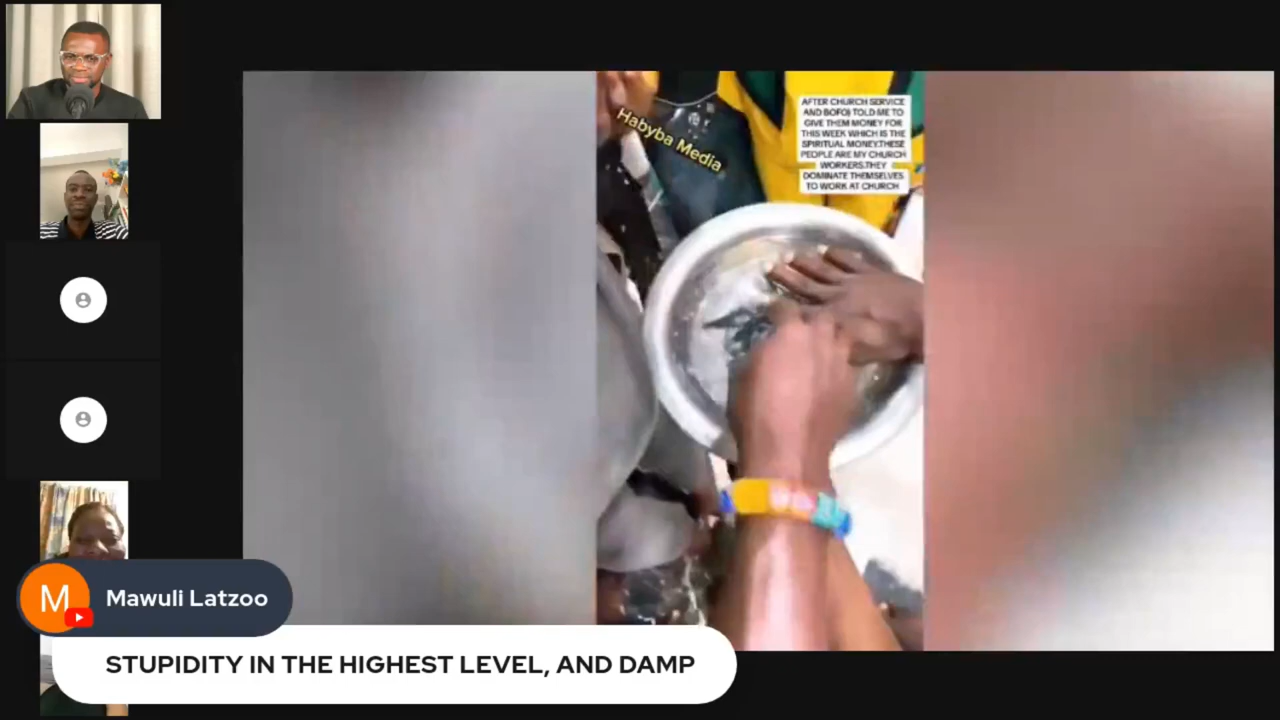 Habyba Media
AFTER CHURCH SERVICE
AND BOFO) TOLD ME TO
GIVE THEM MONEY FOR
THIS WEEK WHICH IS THE
SPIRITUAL MONEY.THESE
PEOPLE ARE MY CHURCH
WORKERS.THEY
DOMINATE THEMSELVES
TO WORK AT CHURCH
M
Mawuli Latzoo
STUPIDITY IN THE HIGHEST LEVEL, AND DAMP